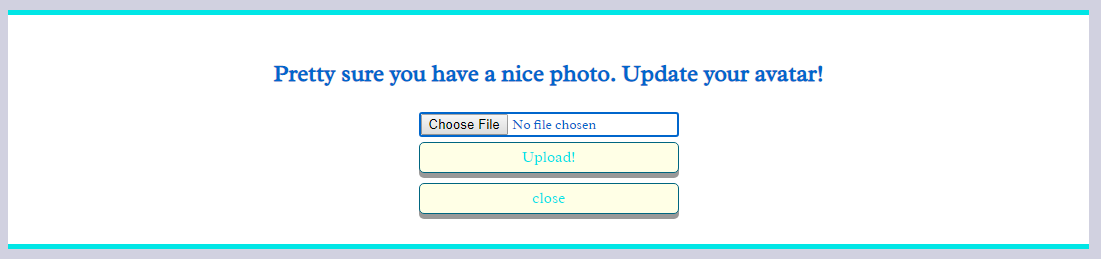 Pretty sure you have a nice photo. Update your avatar!
Choose File No file chosen
Upload!
close